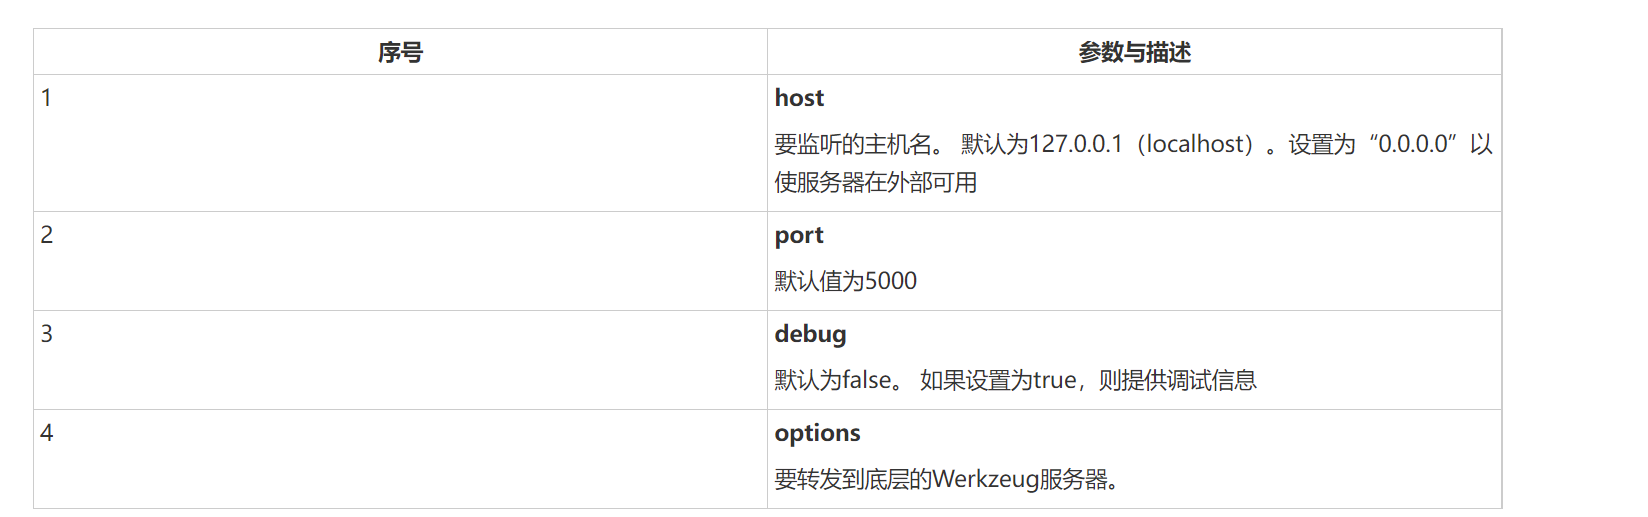 序号 参数与描述
1 host
要监听的主机名。 默认为127.0.0.1（localhost）。设置为“0.0.0.0”以
使服务器在外部可用
2 port
默认值为5000
3 debug
默认为false。 如果设置为true，则提供调试信息
4 options
要转发到底层的Werkzeug服务器。